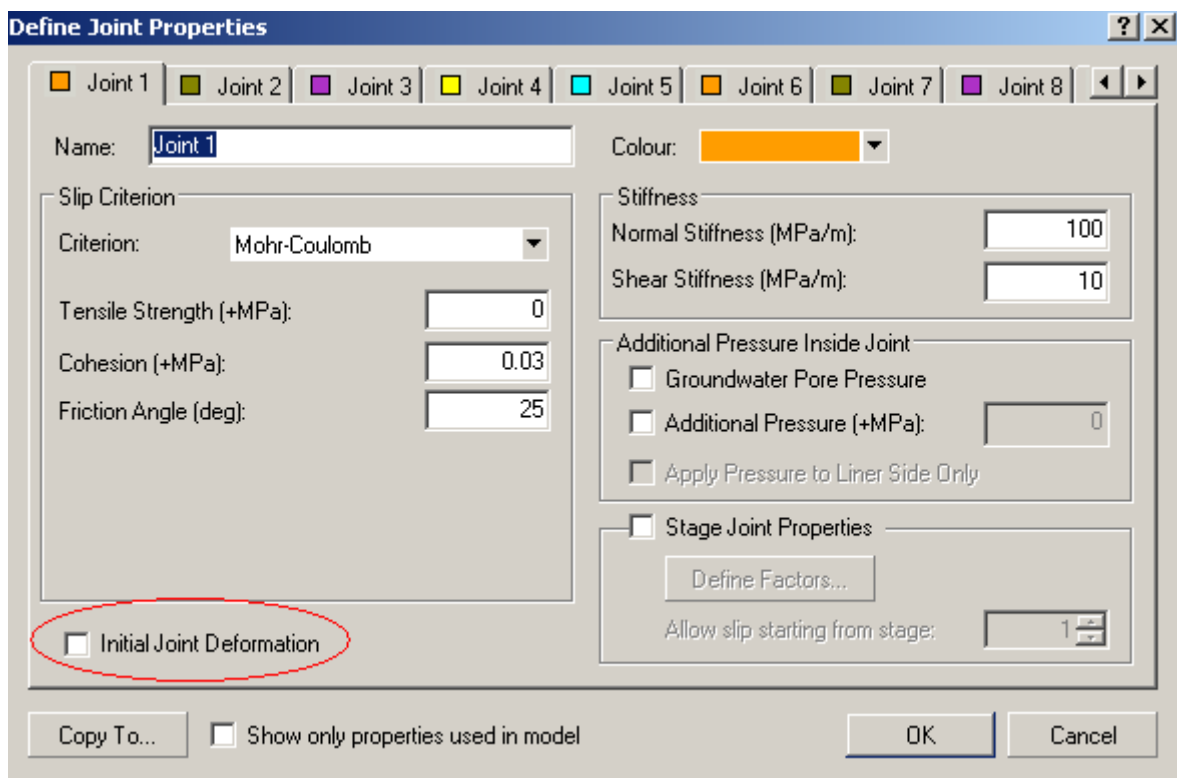 Define Joint Properties
Joint 1 Joint 2 Joint 3 Joint 4 Joint 5 Joint 6 Joint 7 Joint 8
Name: Joint 1
Colour:
Slip Criterion
Criterion: Mohr-Coulomb
Tensile Strength (+MPa): 0
Cohesion (+MPa): 0.03
Friction Angle (deg): 25
Initial Joint Deformation
Stiffness
Normal Stiffness (MPa/m): 100
Shear Stiffness (MPa/m): 10
Additional Pressure Inside Joint
Groundwater Pore Pressure
Additional Pressure (+MPa): 0
Apply Pressure to Liner Side Only
Stage Joint Properties
Define Factors...
Allow slip starting from stage: 1
Copy To... Show only properties used in model OK Cancel